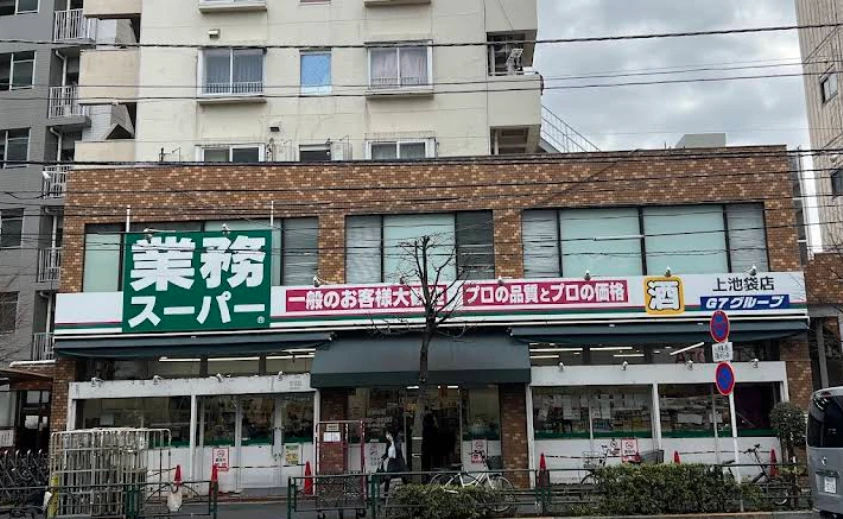 業務
スーパー
®
一般のお客様大歓迎 プロの品質とプロの価格
酒
上池袋店
G7グループ